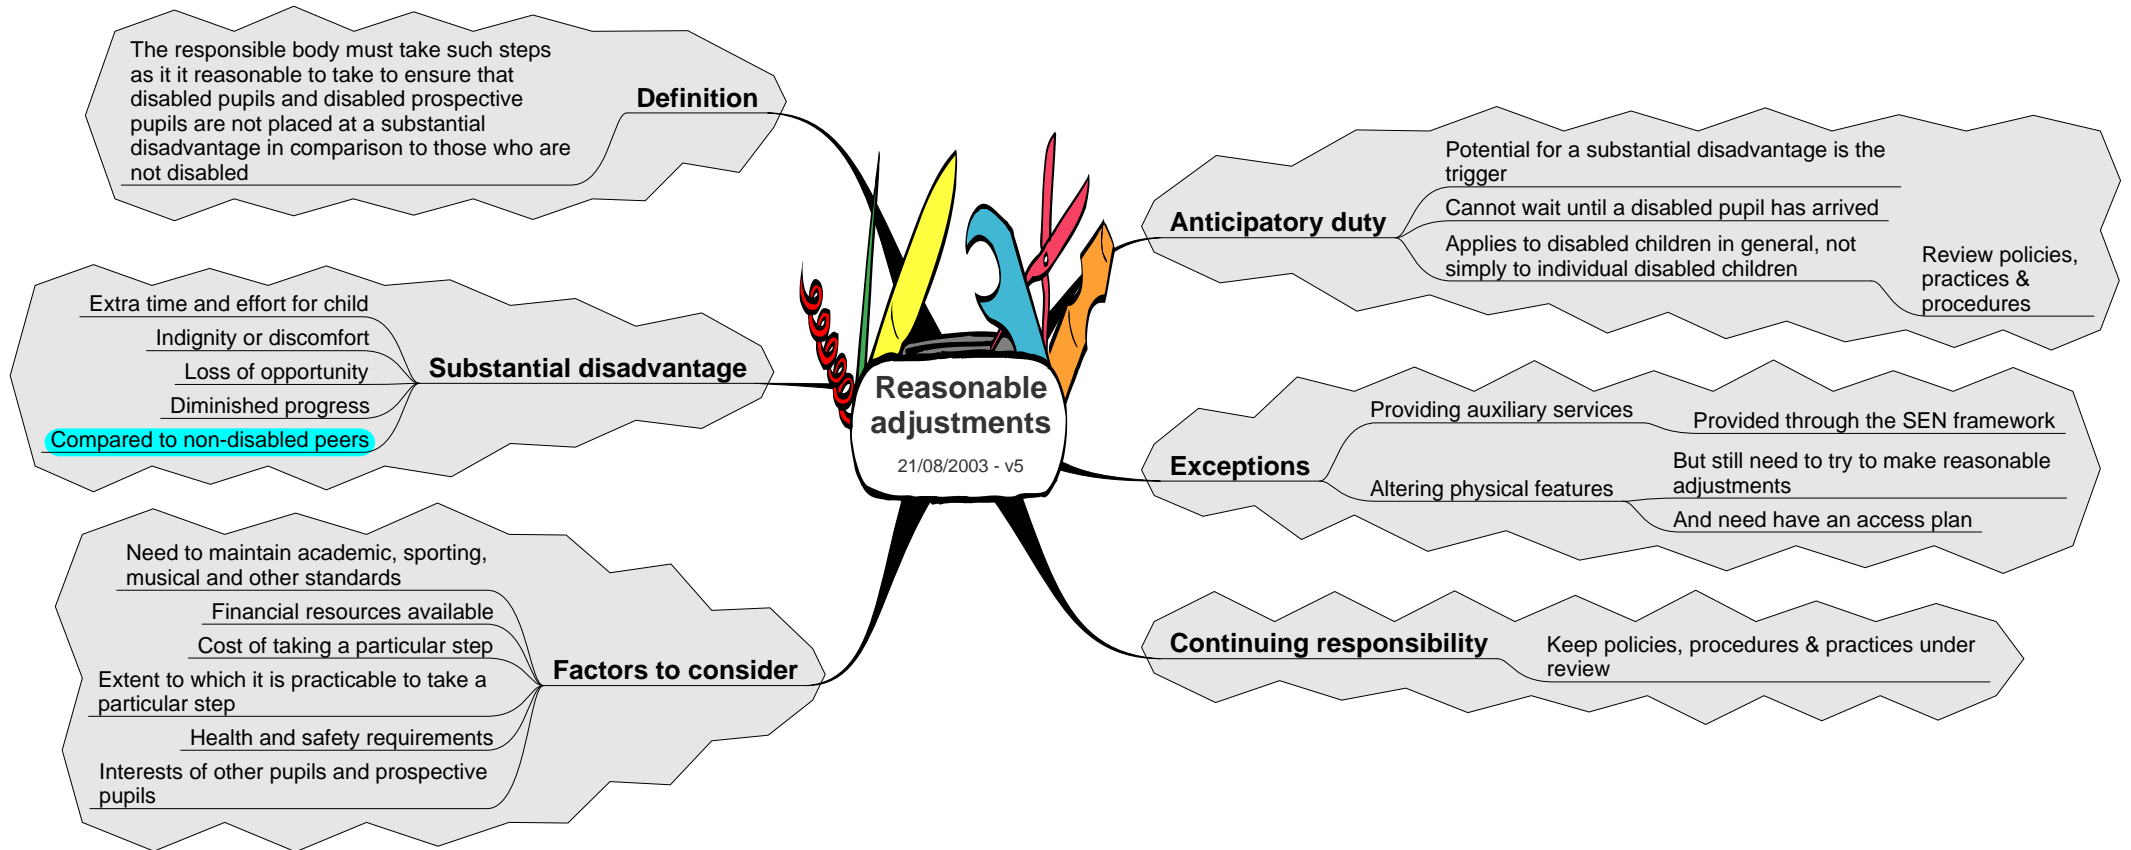 Reasonable
adjustments
21/08/2003 - v5
Definition
The responsible body must take such steps
as it it reasonable to take to ensure that
disabled pupils and disabled prospective
pupils are not placed at a substantial
disadvantage in comparison to those who are
not disabled
Substantial disadvantage
Extra time and effort for child
Indignity or discomfort
Loss of opportunity
Diminished progress
Compared to non-disabled peers
Factors to consider
Need to maintain academic, sporting,
musical and other standards
Financial resources available
Cost of taking a particular step
Extent to which it is practicable to take a
particular step
Health and safety requirements
Interests of other pupils and prospective
pupils
Anticipatory duty
Potential for a substantial disadvantage is the
trigger
Cannot wait until a disabled pupil has arrived
Applies to disabled children in general, not
simply to individual disabled children
Review policies,
practices &
procedures
Exceptions
Providing auxiliary services
Provided through the SEN framework
Altering physical features
But still need to try to make reasonable
adjustments
And need have an access plan
Continuing responsibility
Keep policies, procedures & practices under
review